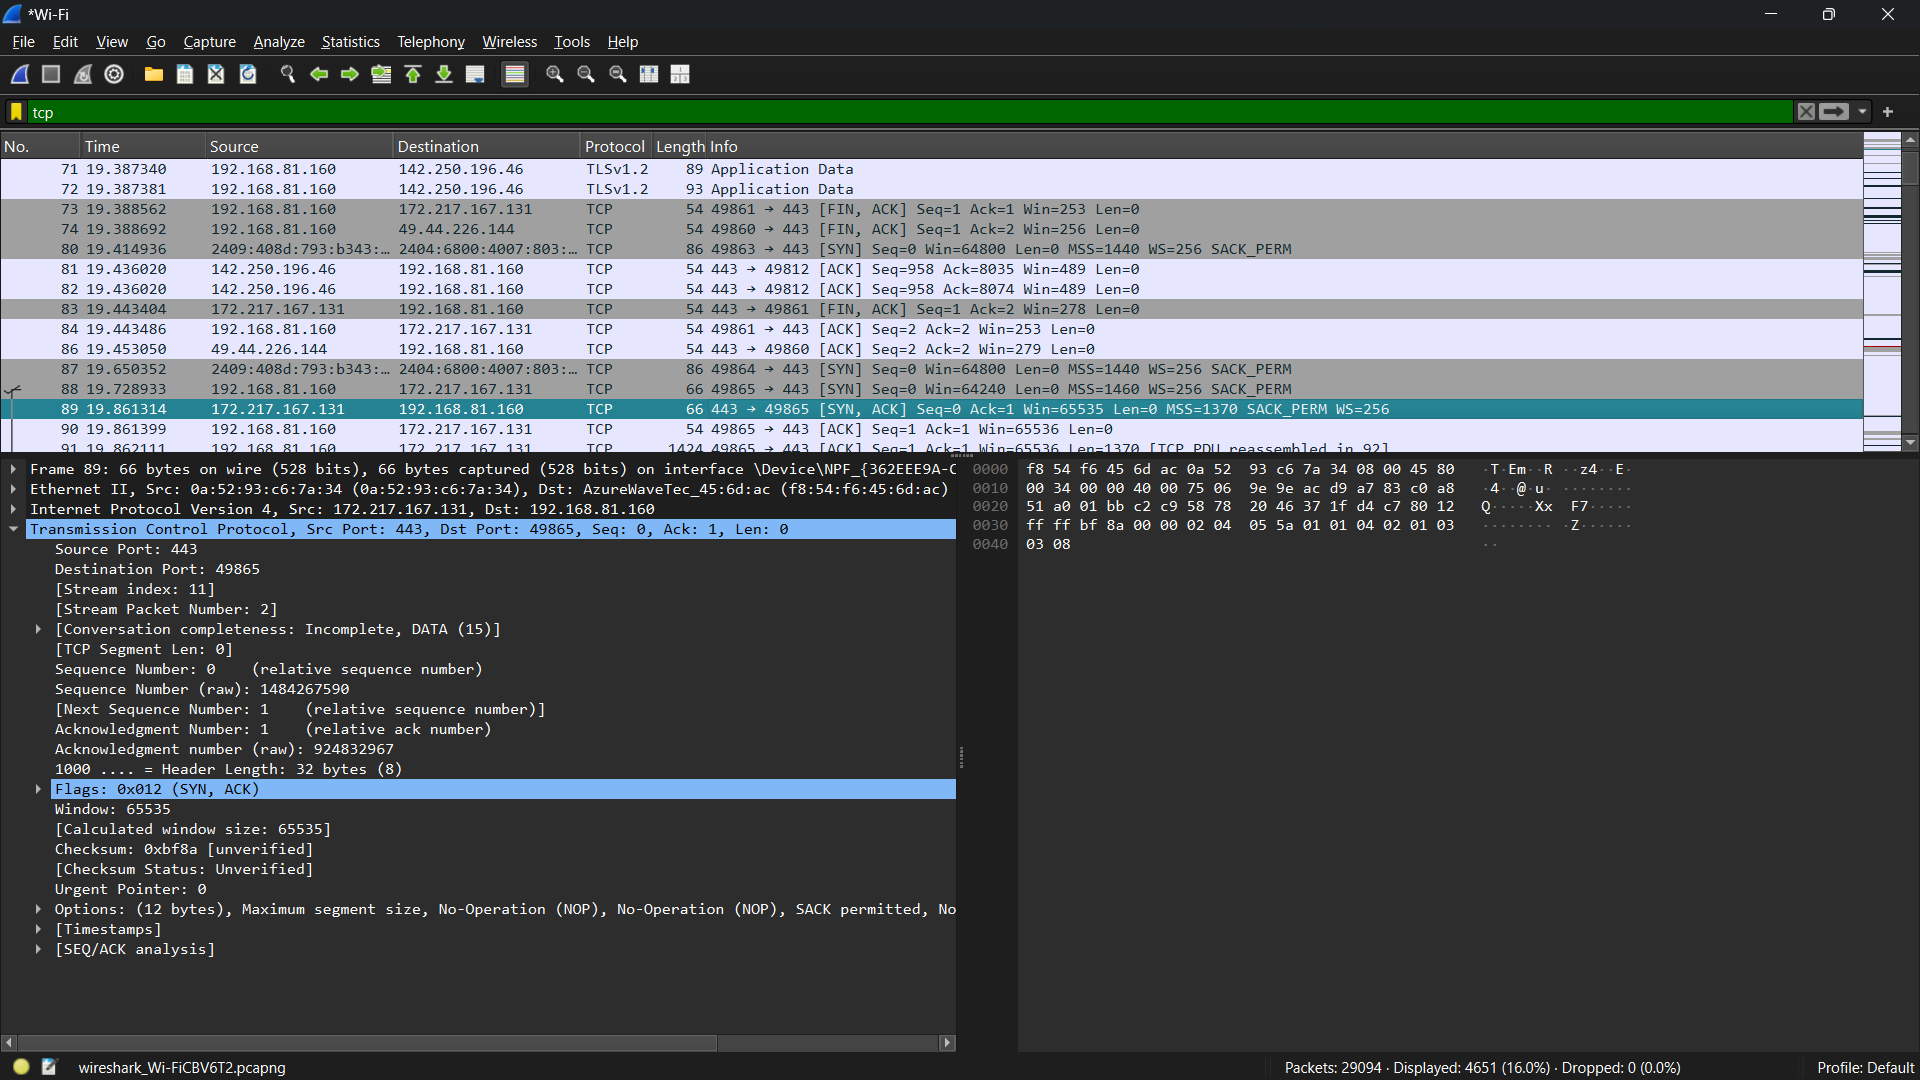 *Wi-Fi
File Edit View Go Capture Analyze Statistics Telephony Wireless Tools Help
tcp
No. Time Source Destination Protocol Length Info
71 19.387340 192.168.81.160 142.250.196.46 TLSv1.2 89 Application Data
72 19.387381 192.168.81.160 142.250.196.46 TLSv1.2 93 Application Data
73 19.388562 192.168.81.160 172.217.167.131 TCP 54 49861 → 443 [FIN, ACK] Seq=1 Ack=1 Win=253 Len=0
74 19.388692 192.168.81.160 49.44.226.144 TCP 54 49860 → 443 [FIN, ACK] Seq=1 Ack=2 Win=256 Len=0
80 19.414936 2409:408d:793:b343:… 2404:6800:4007:803:… TCP 86 49863 → 443 [SYN] Seq=0 Win=64800 Len=0 MSS=1440 WS=256 SACK_PERM
81 19.436020 142.250.196.46 192.168.81.160 TCP 54 443 → 49812 [ACK] Seq=958 Ack=8035 Win=489 Len=0
82 19.436020 142.250.196.46 192.168.81.160 TCP 54 443 → 49812 [ACK] Seq=958 Ack=8074 Win=489 Len=0
83 19.443404 172.217.167.131 192.168.81.160 TCP 54 443 → 49861 [FIN, ACK] Seq=1 Ack=2 Win=278 Len=0
84 19.443486 192.168.81.160 172.217.167.131 TCP 54 49861 → 443 [ACK] Seq=2 Ack=2 Win=253 Len=0
86 19.453050 49.44.226.144 192.168.81.160 TCP 54 443 → 49860 [ACK] Seq=2 Ack=2 Win=279 Len=0
87 19.650352 2409:408d:793:b343:… 2404:6800:4007:803:… TCP 86 49864 → 443 [SYN] Seq=0 Win=64800 Len=0 MSS=1440 WS=256 SACK_PERM
88 19.728933 192.168.81.160 172.217.167.131 TCP 66 49865 → 443 [SYN] Seq=0 Win=64240 Len=0 MSS=1460 WS=256 SACK_PERM
89 19.861314 172.217.167.131 192.168.81.160 TCP 66 443 → 49865 [SYN, ACK] Seq=0 Ack=1 Win=65535 Len=0 MSS=1370 SACK_PERM WS=256
90 19.861399 192.168.81.160 172.217.167.131 TCP 54 49865 → 443 [ACK] Seq=1 Ack=1 Win=65536 Len=0
91 19.862111 192.168.81.160 172.217.167.131 TCP 1424 49865 → 443 [ACK] Seq=1 Ack=1 Win=65536 Len=1370 [TCP PDU reassembled in 92]
Frame 89: 66 bytes on wire (528 bits), 66 bytes captured (528 bits) on interface \Device\NPF_{362EEE9A-C
Ethernet II, Src: 0a:52:93:c6:7a:34 (0a:52:93:c6:7a:34), Dst: AzureWaveTec_45:6d:ac (f8:54:f6:45:6d:ac)
Internet Protocol Version 4, Src: 172.217.167.131, Dst: 192.168.81.160
Transmission Control Protocol, Src Port: 443, Dst Port: 49865, Seq: 0, Ack: 1, Len: 0
Source Port: 443
Destination Port: 49865
[Stream index: 11]
[Stream Packet Number: 2]
[Conversation completeness: Incomplete, DATA (15)]
[TCP Segment Len: 0]
Sequence Number: 0    (relative sequence number)
Sequence Number (raw): 1484267590
[Next Sequence Number: 1    (relative sequence number)]
Acknowledgment Number: 1    (relative ack number)
Acknowledgment number (raw): 924832967
1000 .... = Header Length: 32 bytes (8)
Flags: 0x012 (SYN, ACK)
Window: 65535
[Calculated window size: 65535]
Checksum: 0xbf8a [unverified]
[Checksum Status: Unverified]
Urgent Pointer: 0
Options: (12 bytes), Maximum segment size, No-Operation (NOP), No-Operation (NOP), SACK permitted, No
[Timestamps]
[SEQ/ACK analysis]
0000 f8 54 f6 45 6d ac 0a 52 93 c6 7a 34 08 00 45 80 ·T·Em··R ··z4··E·
0010 00 34 00 00 40 00 75 06 9e 9e ac d9 a7 83 c0 a8 ·4··@·u· ········
0020 51 a0 01 bb c2 c9 58 78 20 46 37 1f d4 c7 80 12 Q·····Xx F7·····
0030 ff ff bf 8a 00 00 02 04 05 5a 01 01 04 02 01 03 ········ ·Z······
0040 03 08 ··
wireshark_Wi-FiCBV6T2.pcapng
Packets: 29094 · Displayed: 4651 (16.0%) · Dropped: 0 (0.0%)
Profile: Default